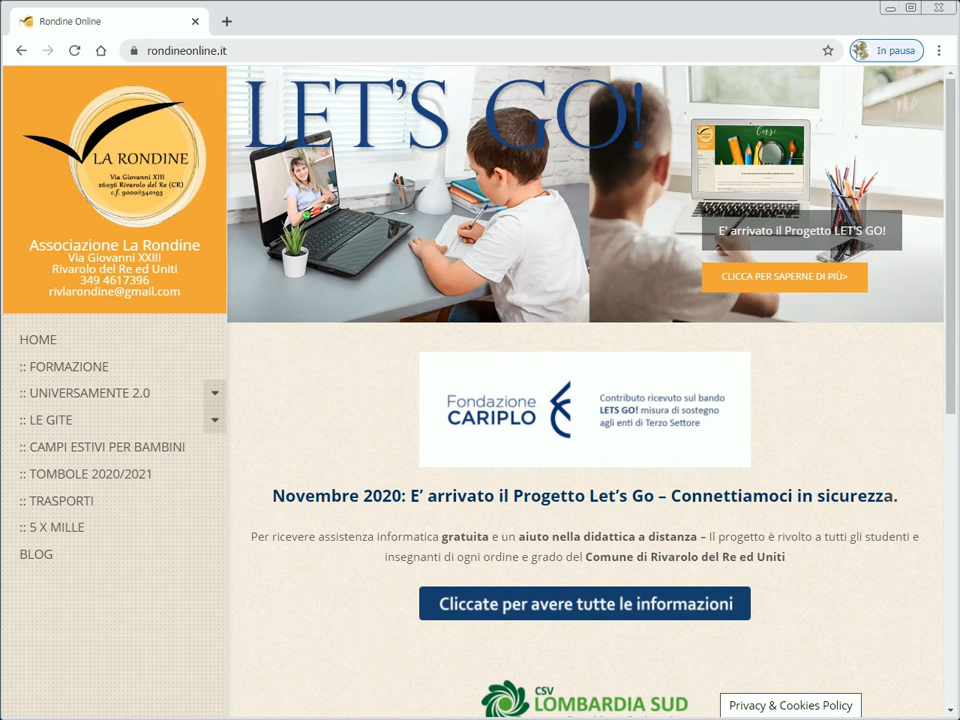 Rondine Online
rondineonline.it
In pausa
LA RONDINE
Via Giovanni XIII
26036 Rivarolo del Re (CR)
c.f. 90008340193
Associazione La Rondine
Via Giovanni XXIII
Rivarolo del Re ed Uniti
349 4617396
rivlarondine@gmail.com
HOME
:: FORMAZIONE
:: UNIVERSAMENTE 2.0
:: LE GITE
:: CAMPI ESTIVI PER BAMBINI
:: TOMBOLE 2020/2021
:: TRASPORTI
:: 5 X MILLE
BLOG
LET'S GO!
Corsi
E' arrivato il Progetto LET'S GO!
CLICCA PER SAPERNE DI PIÙ>
Fondazione
CARIPLO
Contributo ricevuto sul bando
LETS GO! misura di sostegno
agli enti di Terzo Settore
Novembre 2020: E’ arrivato il Progetto Let’s Go – Connettiamoci in sicurezza.
Per ricevere assistenza informatica gratuita e un aiuto nella didattica a distanza – Il progetto è rivolto a tutti gli studenti e
insegnanti di ogni ordine e grado del Comune di Rivarolo del Re ed Uniti
Cliccate per avere tutte le informazioni
CSV
LOMBARDIA SUD
Privacy & Cookies Policy